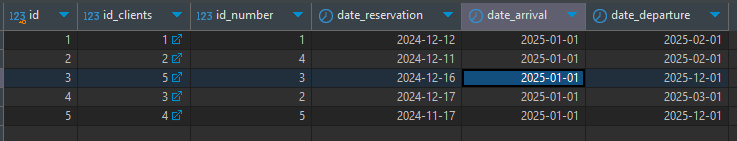 123 id 123 id_clients 123 id_number date_reservation date_arrival date_departure
1 1 1 2024-12-12 2025-01-01 2025-02-01
2 2 4 2024-12-11 2025-01-01 2025-02-01
3 5 3 2024-12-16 2025-01-01 2025-12-01
4 3 2 2024-12-17 2025-01-01 2025-03-01
5 4 5 2024-11-17 2025-01-01 2025-12-01